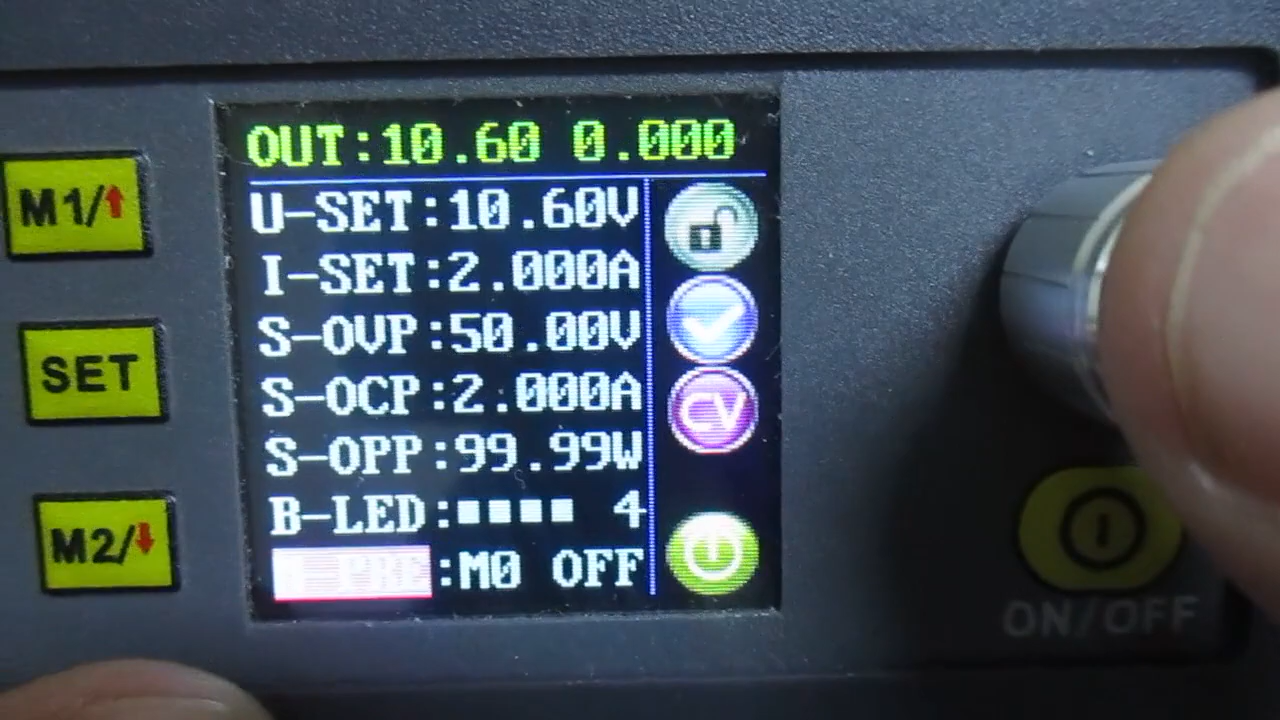 OUT:10.60 0.000
M1/↑
U-SET:10.60V
I-SET:2.000A
SET
S-OVP:50.00V
S-OCP:2.000A
CV
S-OPP:99.99W
M2/↓
B-LED:■■■■ 4
:M0 OFF
ON/OFF